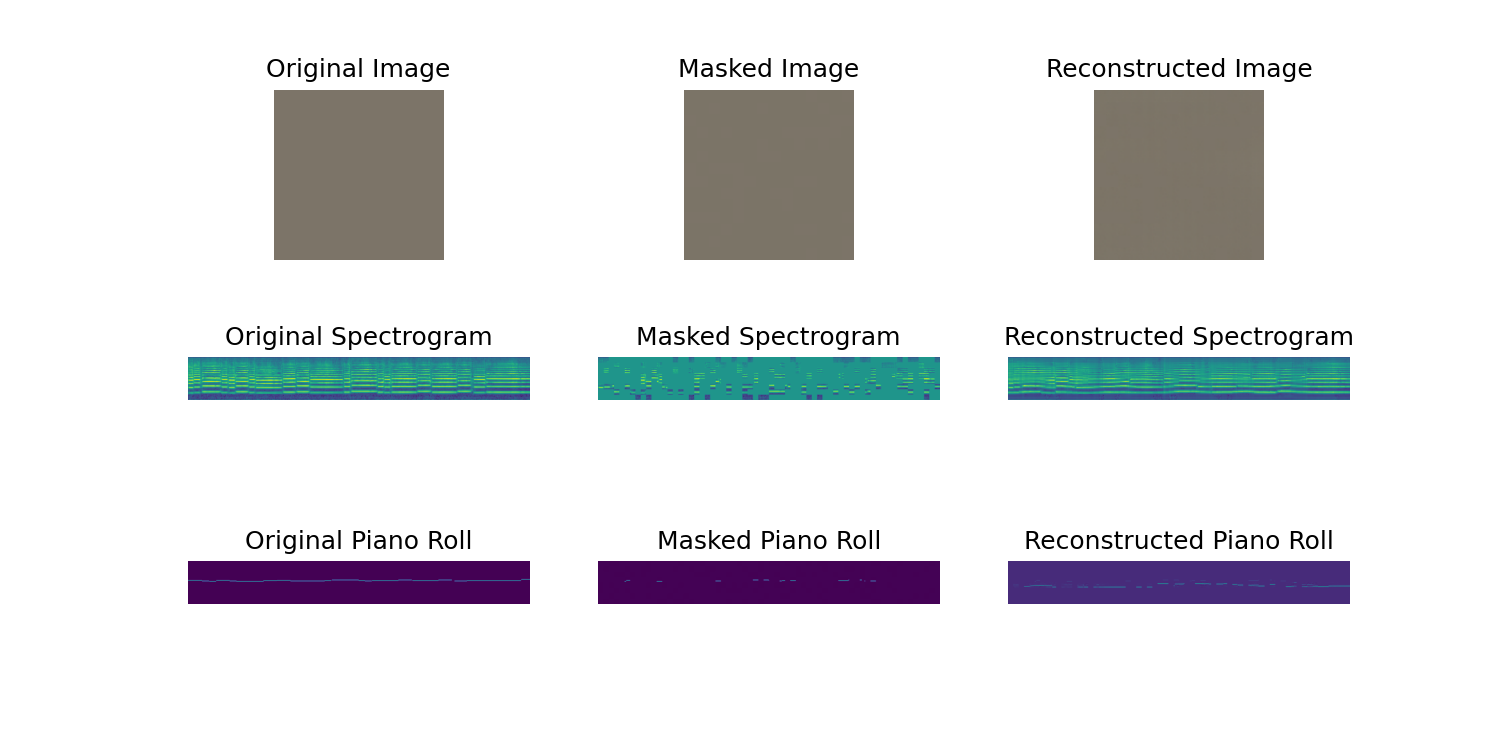 Original Image
Masked Image
Reconstructed Image
Original Spectrogram
Masked Spectrogram
Reconstructed Spectrogram
Original Piano Roll
Masked Piano Roll
Reconstructed Piano Roll